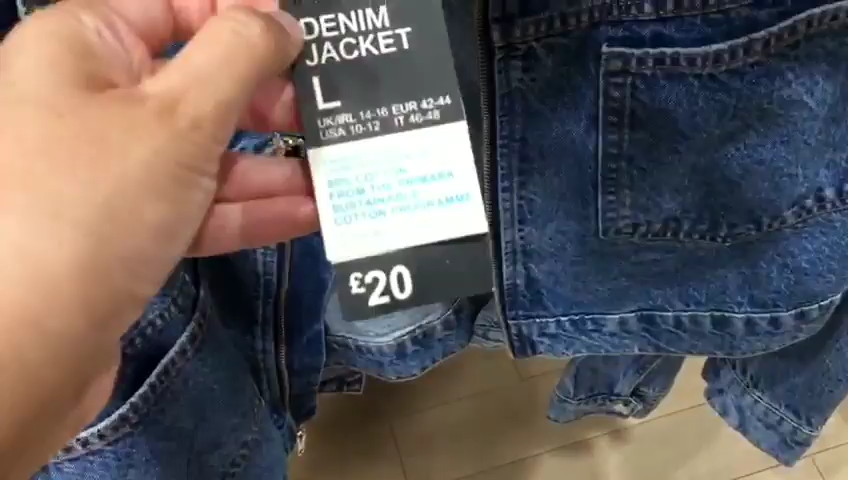 DENIM
JACKET
L
UK/IRL 14-16 EUR 42-44
USA 10-12 IT 46-48
COTTON
FROM THE PRIMARK
SUSTAINABLE
COTTON PROGRAMME
£20